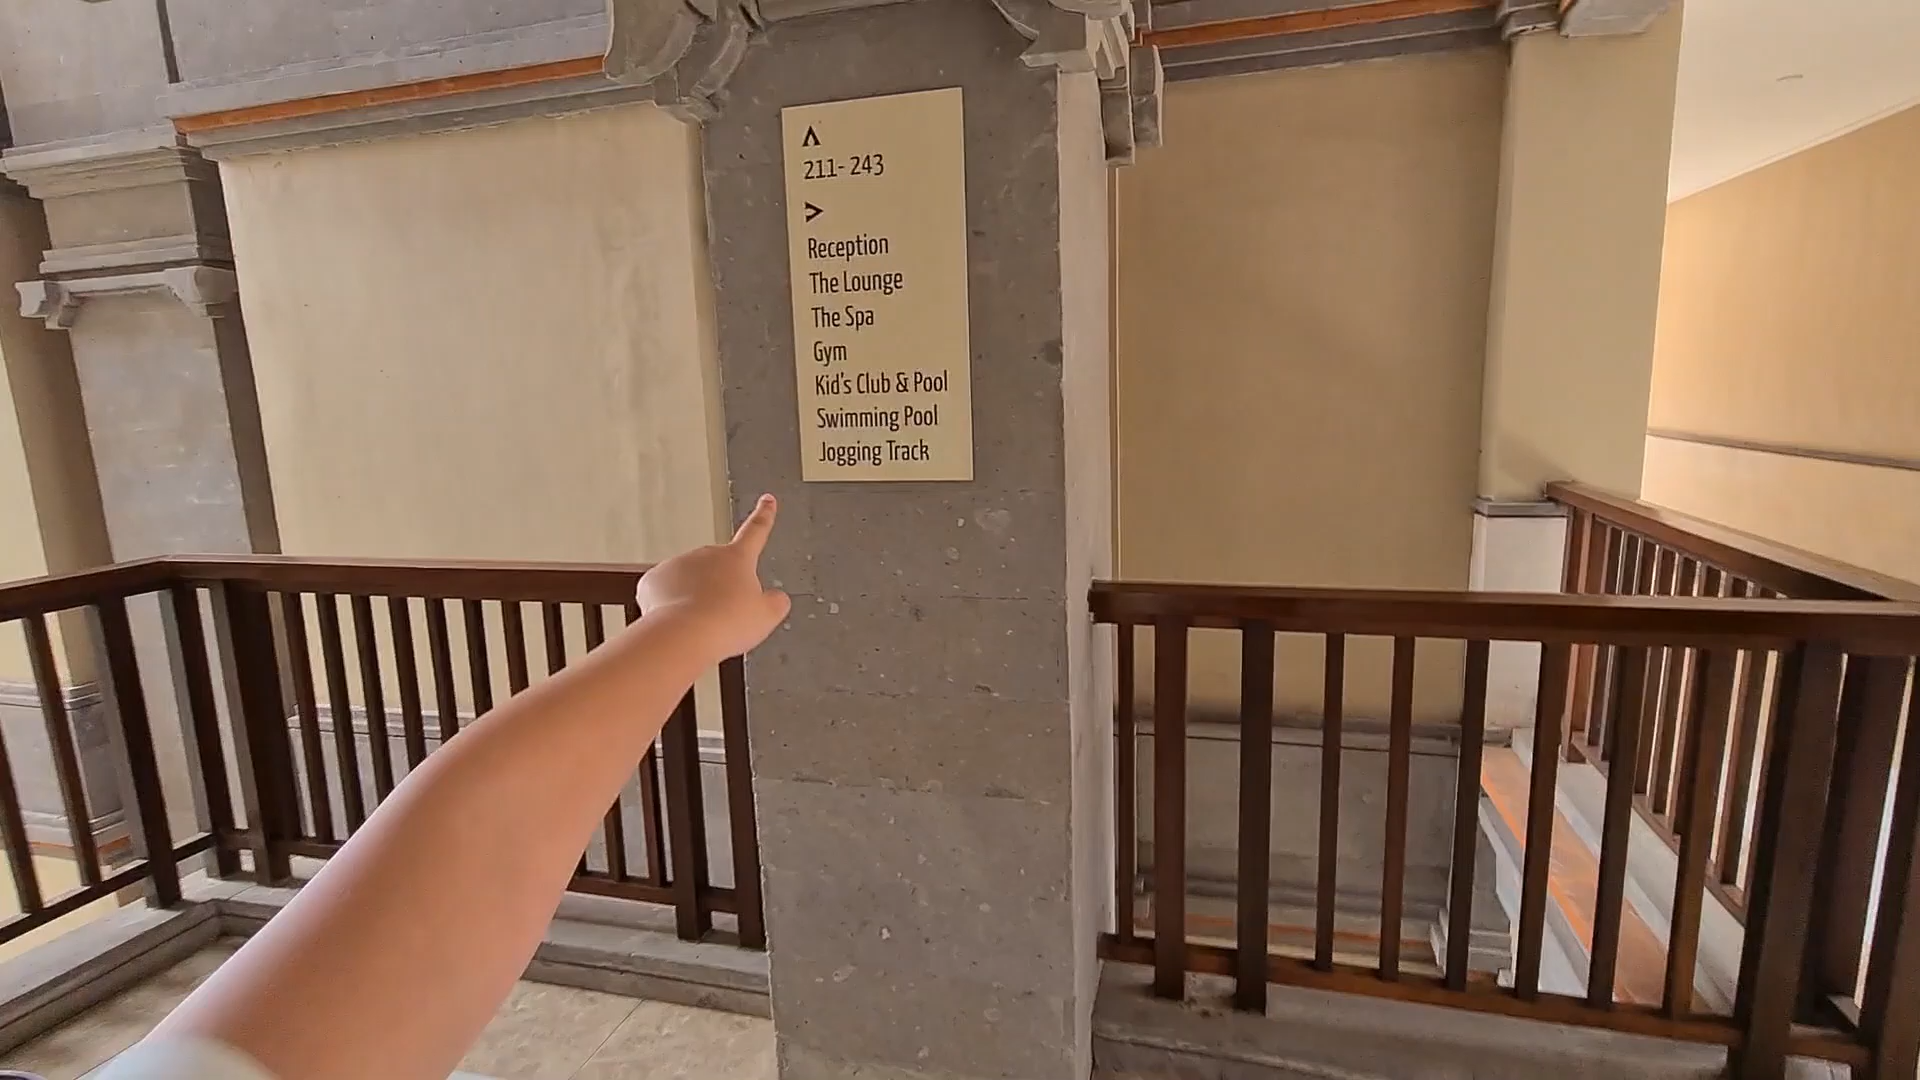 211- 243
Reception
The Lounge
The Spa
Gym
Kid's Club & Pool
Swimming Pool
Jogging Track